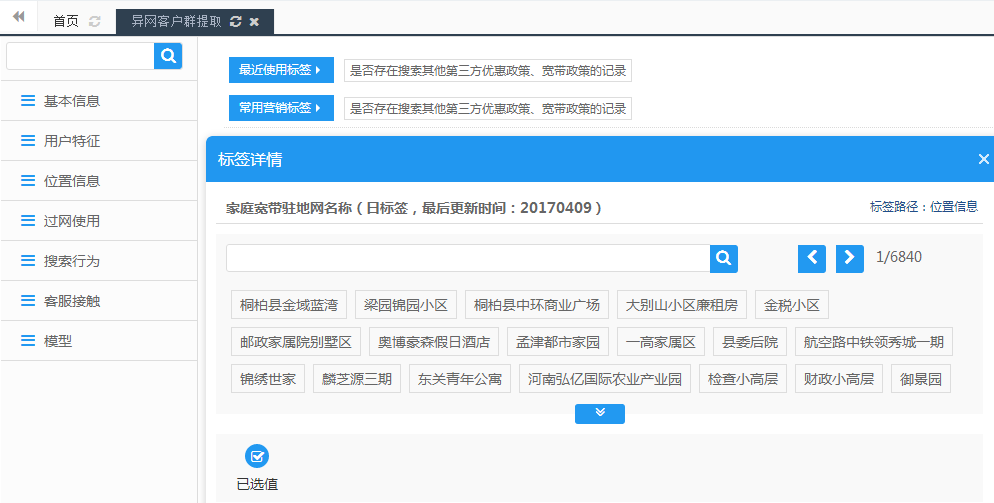 首页 异网客户群提取
基本信息
用户特征
位置信息
过网使用
搜索行为
客服接触
模型
最近使用标签 是否存在搜索其他第三方优惠政策、宽带政策的记录
常用营销标签 是否存在搜索其他第三方优惠政策、宽带政策的记录
标签详情
家庭宽带驻地网名称（日标签，最后更新时间：20170409） 标签路径：位置信息
1/6840
桐柏县金域蓝湾 梁园锦园小区 桐柏县中环商业广场 大别山小区廉租房 金税小区
邮政家属院别墅区 奥博豪森假日酒店 孟津都市家园 一高家属区 县委后院 航空路中铁领秀城一期
锦绣世家 麟芝源三期 东关青年公寓 河南弘亿国际农业产业园 检查小高层 财政小高层 御景园
已选值